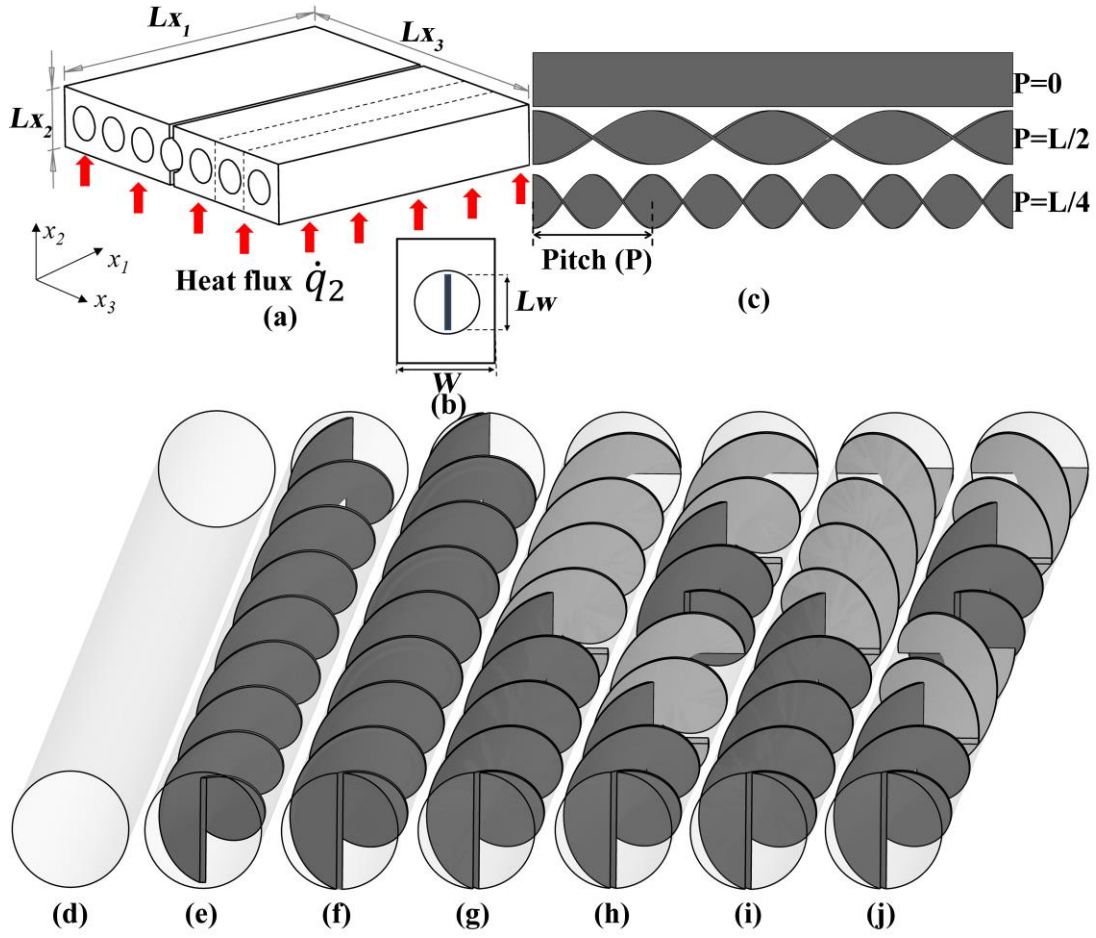 Lx₁
Lx₃
Lx₂
x₂
x₁
x₃
Heat flux q̇₂
(a)
Lw
W
(b)
P=0
P=L/2
P=L/4
Pitch (P)
(c)
(d) (e) (f) (g) (h) (i) (j)